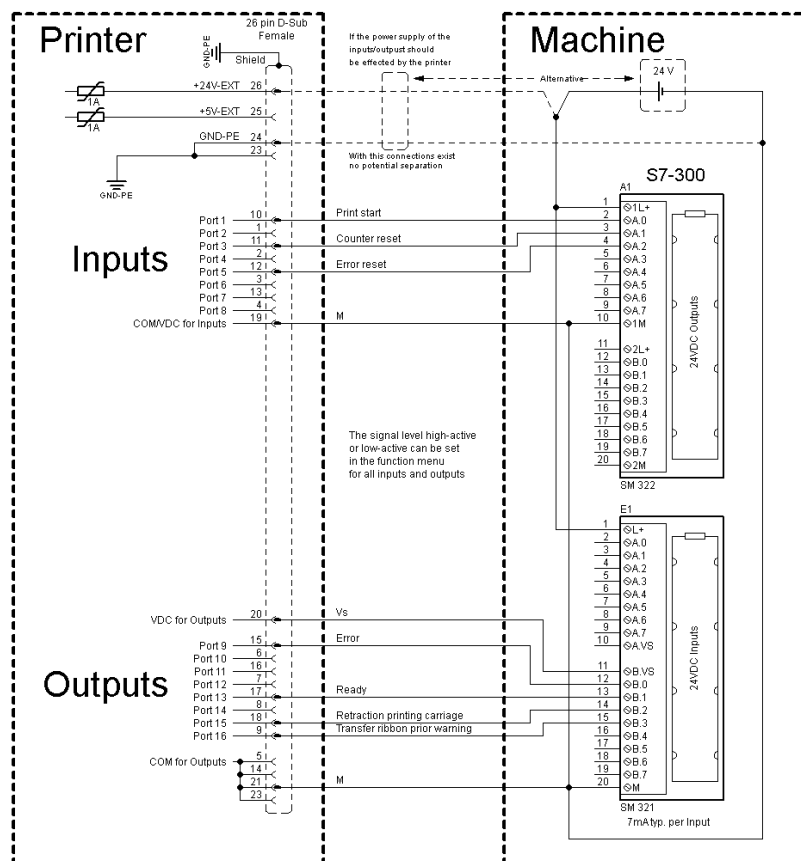 Printer
26 pin D-Sub
Female
GND-PE
Shield
If the power supply of the
inputs/outpust should
be effected by the printer
Machine
Alternative
24 V
+24V-EXT 26
1A
+5V-EXT 25
1A
GND-PE 24
23
GND-PE
With this connections exist
no potential separation
S7-300
A1
Inputs
Port 1 10 Print start
Port 2 1
Port 3 11 Counter reset
Port 4 2
Port 5 12 Error reset
Port 6 3
Port 7 13
Port 8 4
COM/VDC for Inputs 19 M
1 1L+
2 A.0
3 A.1
4 A.2
5 A.3
6 A.4
7 A.5
8 A.6
9 A.7
10 1M
11 2L+
12 B.0
13 B.1
14 B.2
15 B.3
16 B.4
17 B.5
18 B.6
19 B.7
20 2M
24VDC Outputs
SM 322
The signal level high-active
or low-active can be set
in the function menu
for all inputs and outputs
E1
1 L+
2 A.0
3 A.1
4 A.2
5 A.3
6 A.4
7 A.5
8 A.6
9 A.7
10 A.VS
11 B.VS
12 B.0
13 B.1
14 B.2
15 B.3
16 B.4
17 B.5
18 B.6
19 B.7
20 M
24VDC Inputs
SM 321
7mA typ. per Input
Outputs
VDC for Outputs 20 Vs
Port 9 15 Error
Port 10 6
Port 11 16
Port 12 7
Port 13 17 Ready
Port 14 8
Port 15 18 Retraction printing carriage
Port 16 9 Transfer ribbon prior warning
COM for Outputs 5
14
21 M
23